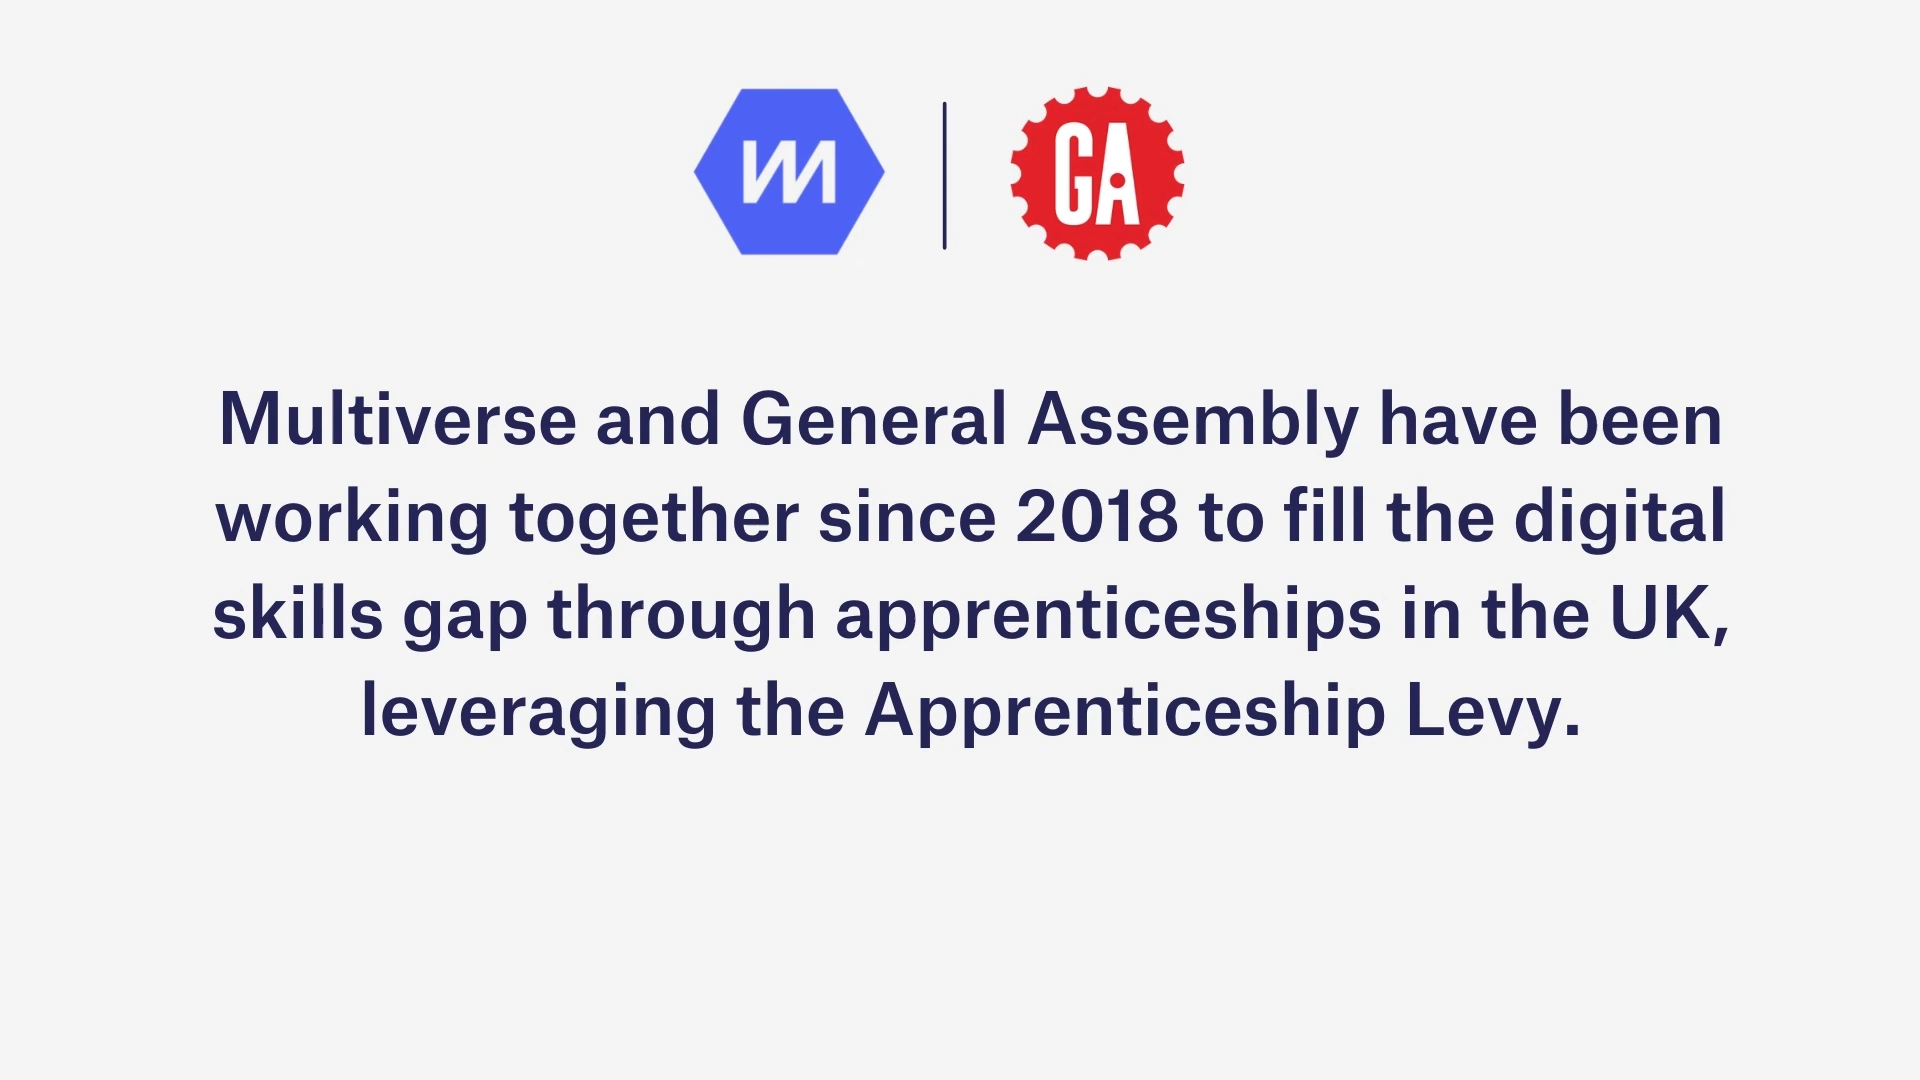 M GA
Multiverse and General Assembly have been
working together since 2018 to fill the digital
skills gap through apprenticeships in the UK,
leveraging the Apprenticeship Levy.